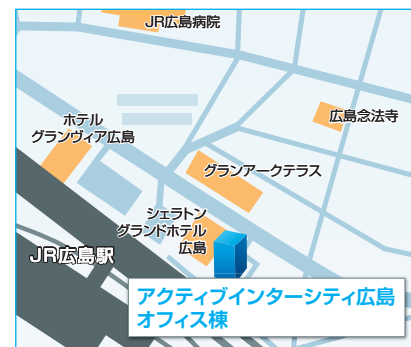 JR広島病院
ホテル
グランヴィア広島
広島念法寺
グランアークテラス
シェラトン
グランドホテル
広島
JR広島駅
アクティブインターシティ広島
オフィス棟